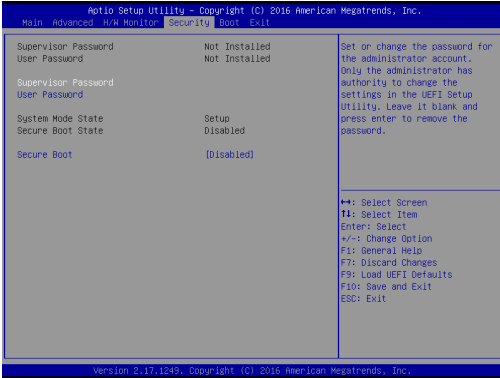 Aptio Setup Utility - Copyright (C) 2016 American Megatrends, Inc.
Main Advanced H/W Monitor Security Boot Exit
Supervisor Password Not Installed
User Password Not Installed
Supervisor Password
User Password
System Mode State Setup
Secure Boot State Disabled
Secure Boot [Disabled]
Set or change the password for
the administrator account.
Only the administrator has
authority to change the
settings in the UEFI Setup
Utility. Leave it blank and
press enter to remove the
password.
↔: Select Screen
↑↓: Select Item
Enter: Select
+/-: Change Option
F1: General Help
F7: Discard Changes
F9: Load UEFI Defaults
F10: Save and Exit
ESC: Exit
Version 2.17.1249. Copyright (C) 2016 American Megatrends, Inc.